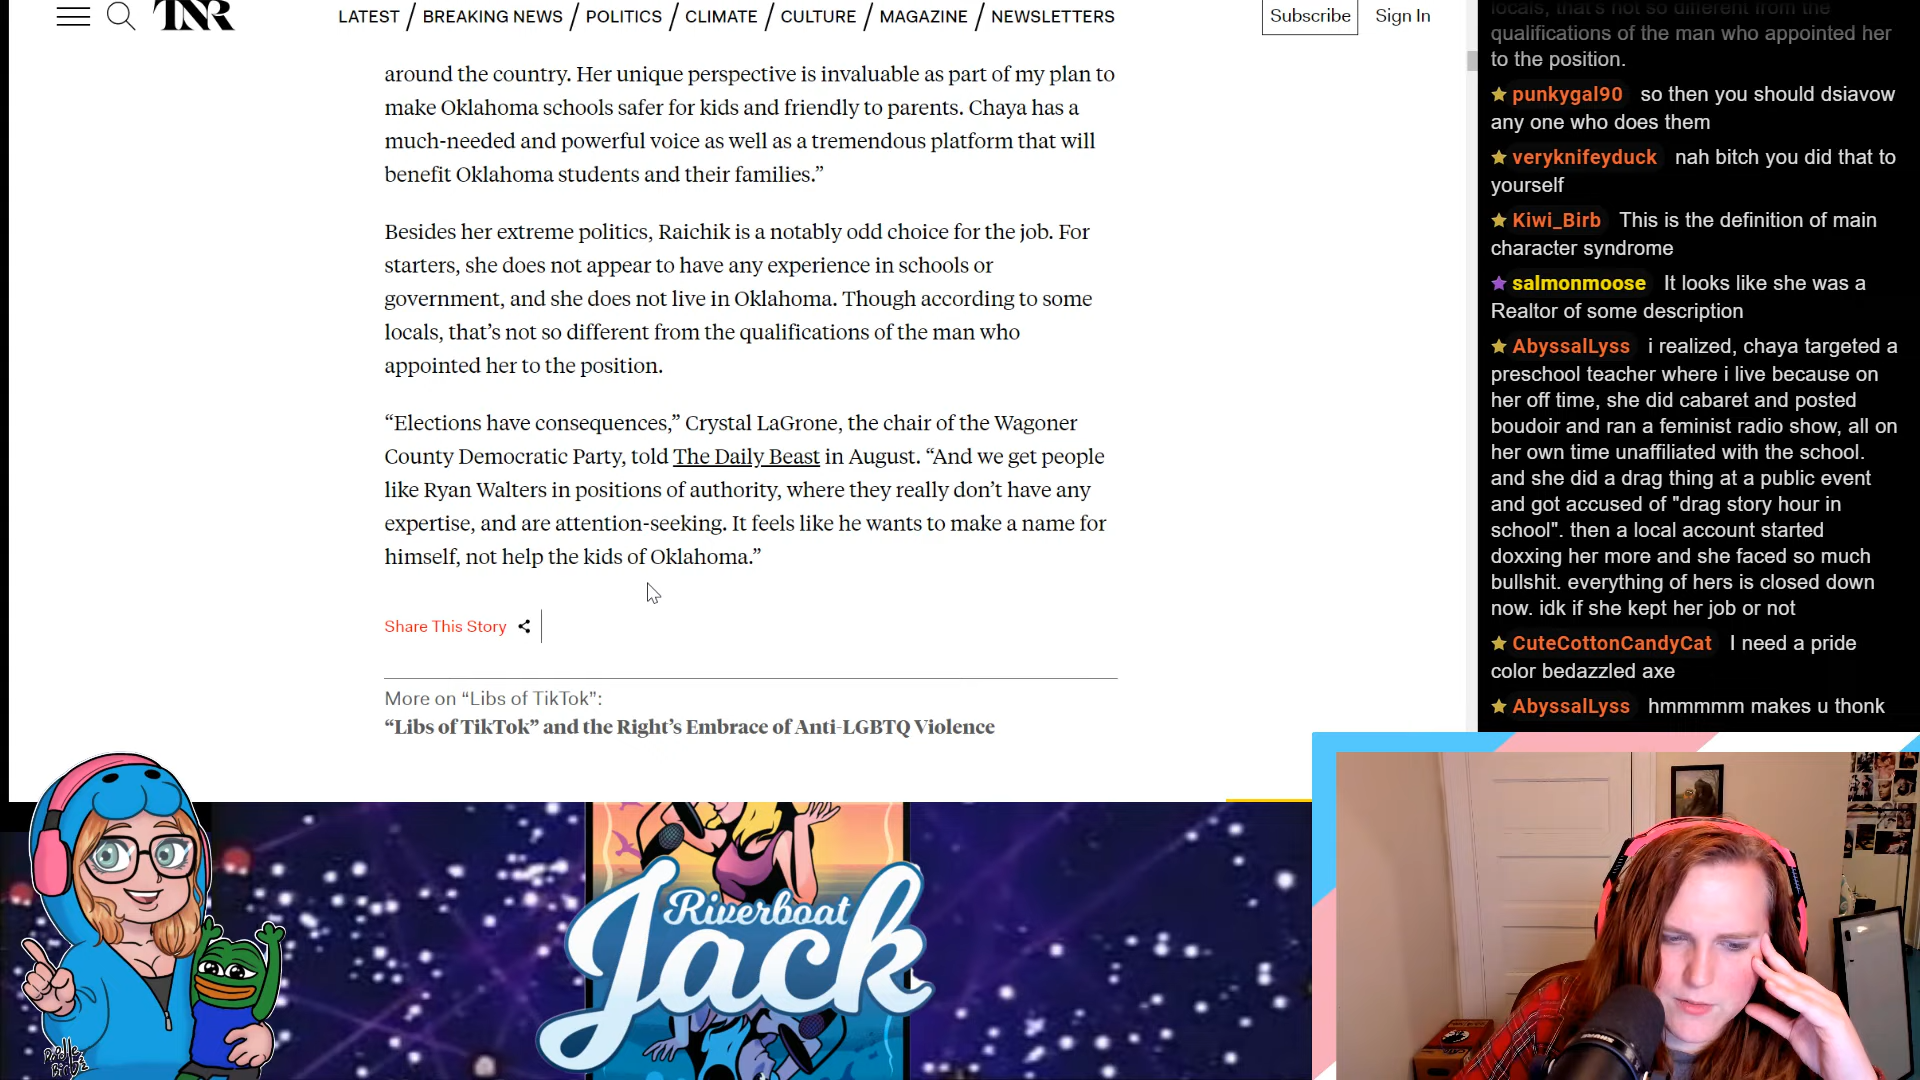 TNR
LATEST / BREAKING NEWS / POLITICS / CLIMATE / CULTURE / MAGAZINE / NEWSLETTERS
Subscribe
Sign In
around the country. Her unique perspective is invaluable as part of my plan to
make Oklahoma schools safer for kids and friendly to parents. Chaya has a
much-needed and powerful voice as well as a tremendous platform that will
benefit Oklahoma students and their families.”
Besides her extreme politics, Raichik is a notably odd choice for the job. For
starters, she does not appear to have any experience in schools or
government, and she does not live in Oklahoma. Though according to some
locals, that’s not so different from the qualifications of the man who
appointed her to the position.
“Elections have consequences,” Crystal LaGrone, the chair of the Wagoner
County Democratic Party, told The Daily Beast in August. “And we get people
like Ryan Walters in positions of authority, where they really don’t have any
expertise, and are attention-seeking. It feels like he wants to make a name for
himself, not help the kids of Oklahoma.”
Share This Story
More on “Libs of TikTok”:
“Libs of TikTok” and the Right’s Embrace of Anti-LGBTQ Violence
locals, that's not so different from the
qualifications of the man who appointed her
to the position.
punkygal90 so then you should dsiavow
any one who does them
veryknifeyduck nah bitch you did that to
yourself
Kiwi_Birb This is the definition of main
character syndrome
salmonmoose It looks like she was a
Realtor of some description
AbyssalLyss i realized, chaya targeted a
preschool teacher where i live because on
her off time, she did cabaret and posted
boudoir and ran a feminist radio show, all on
her own time unaffiliated with the school.
and she did a drag thing at a public event
and got accused of "drag story hour in
school". then a local account started
doxxing her more and she faced so much
bullshit. everything of hers is closed down
now. idk if she kept her job or not
CuteCottonCandyCat I need a pride
color bedazzled axe
AbyssalLyss hmmmmm makes u thonk
Riverboat
Jack